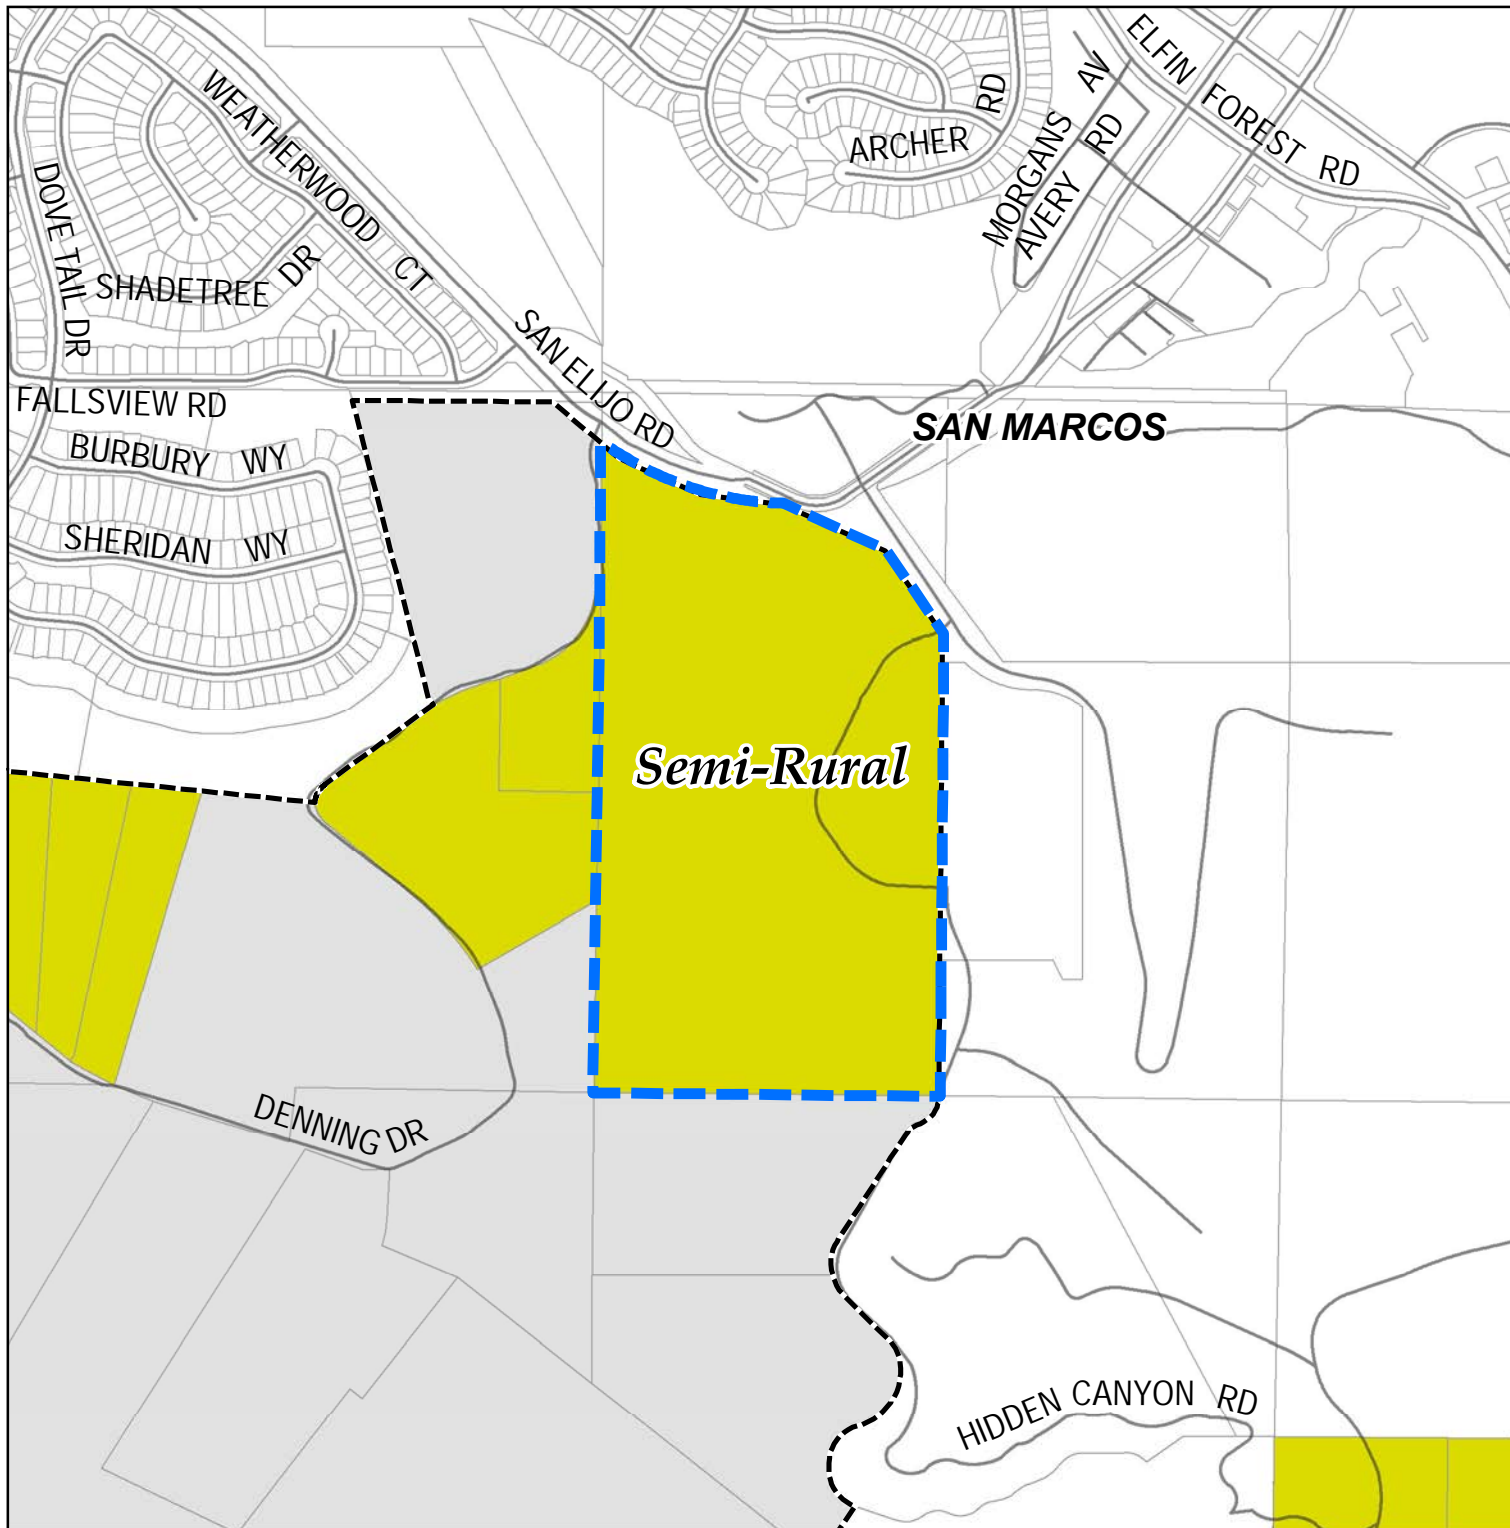 ELFIN FOREST RD
WEATHERWOOD CT
MORGANS AV
AVERY RD
ARCHER RD
DOVE TAIL DR
SHADETREE DR
SAN ELIJO RD
FALLSVIEW RD
SAN MARCOS
BURBURY WY
SHERIDAN WY
Semi-Rural
DENNING DR
HIDDEN CANYON RD